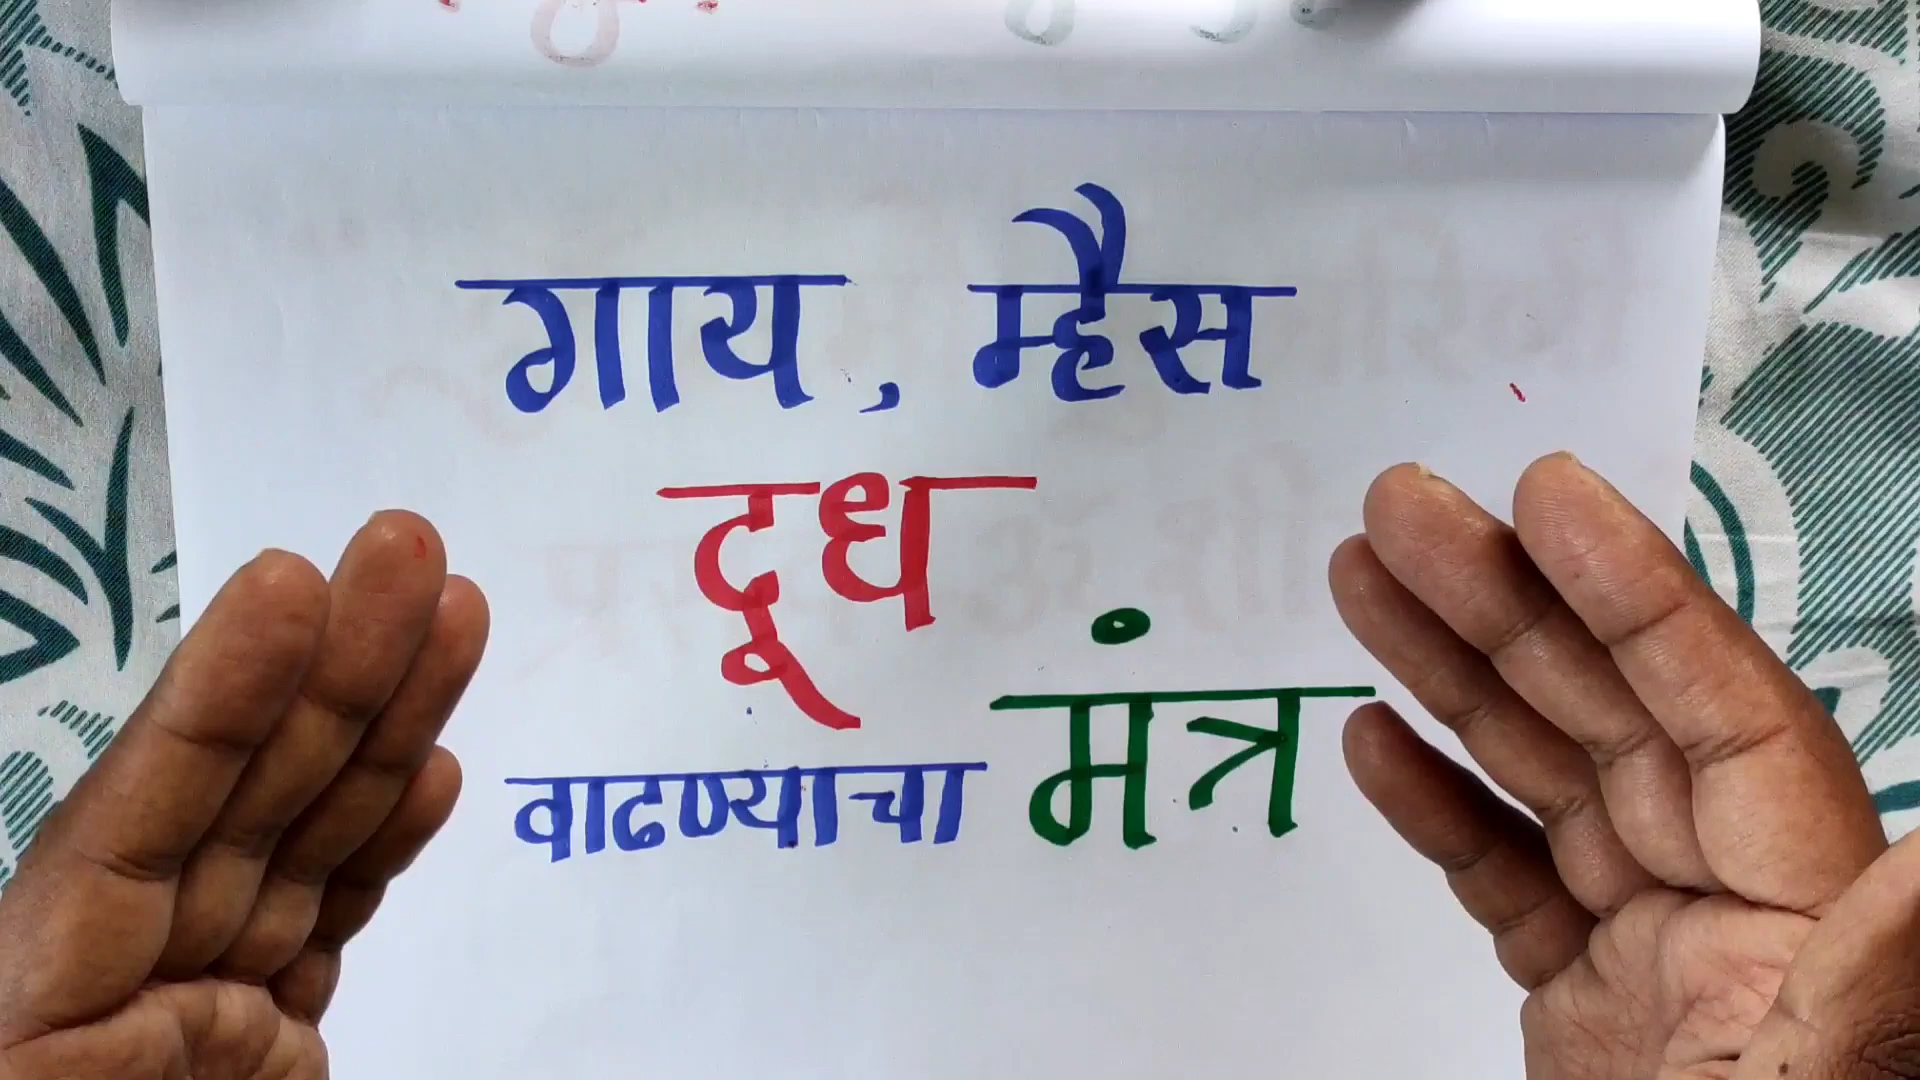 गाय, म्हैस
दूध
वाढण्याचा मंत्र